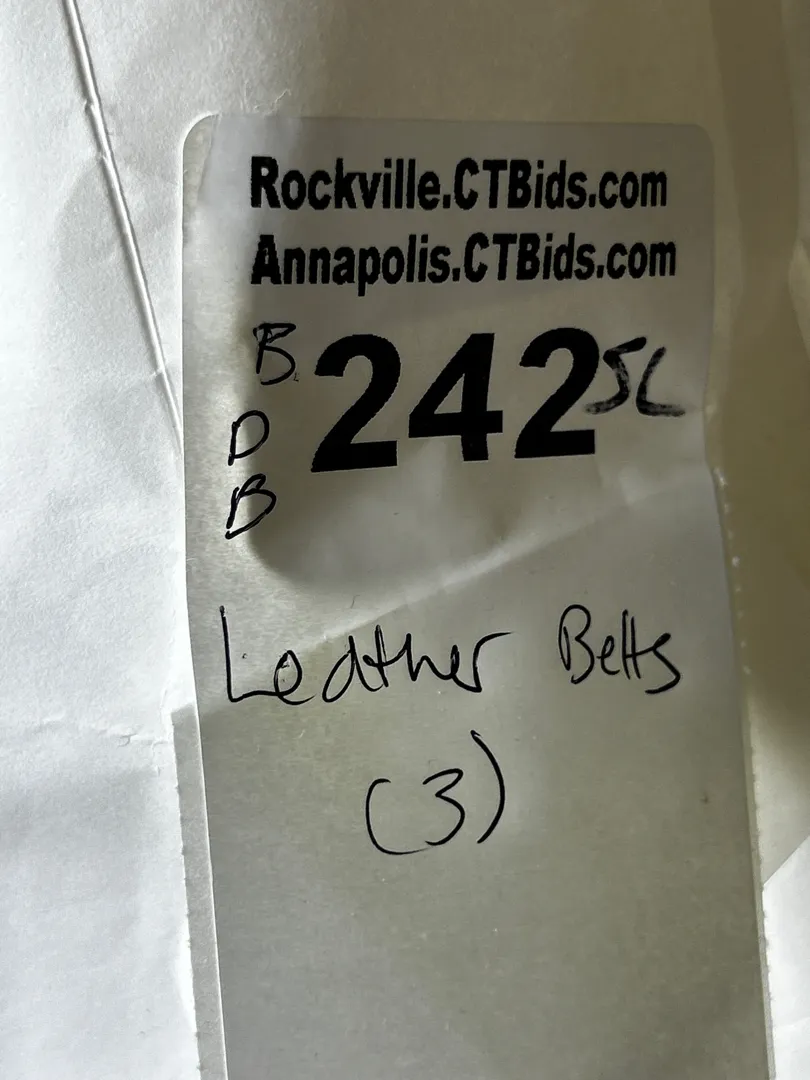 Rockville.CTBids.com
Annapolis.CTBids.com
B. 242 SL
D
B
Leather Belts
(3)